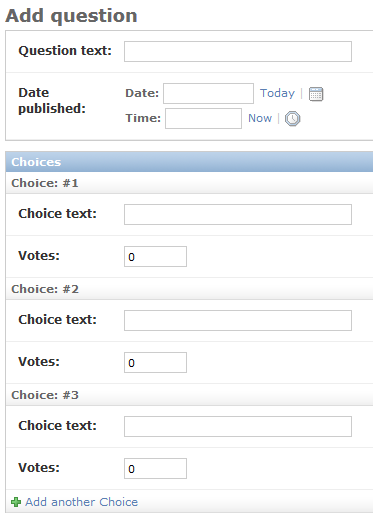 Add question
Question text:
Date published:
Date: Today |
Time: Now |
Choices
Choice: #1
Choice text:
Votes: 0
Choice: #2
Choice text:
Votes: 0
Choice: #3
Choice text:
Votes: 0
Add another Choice